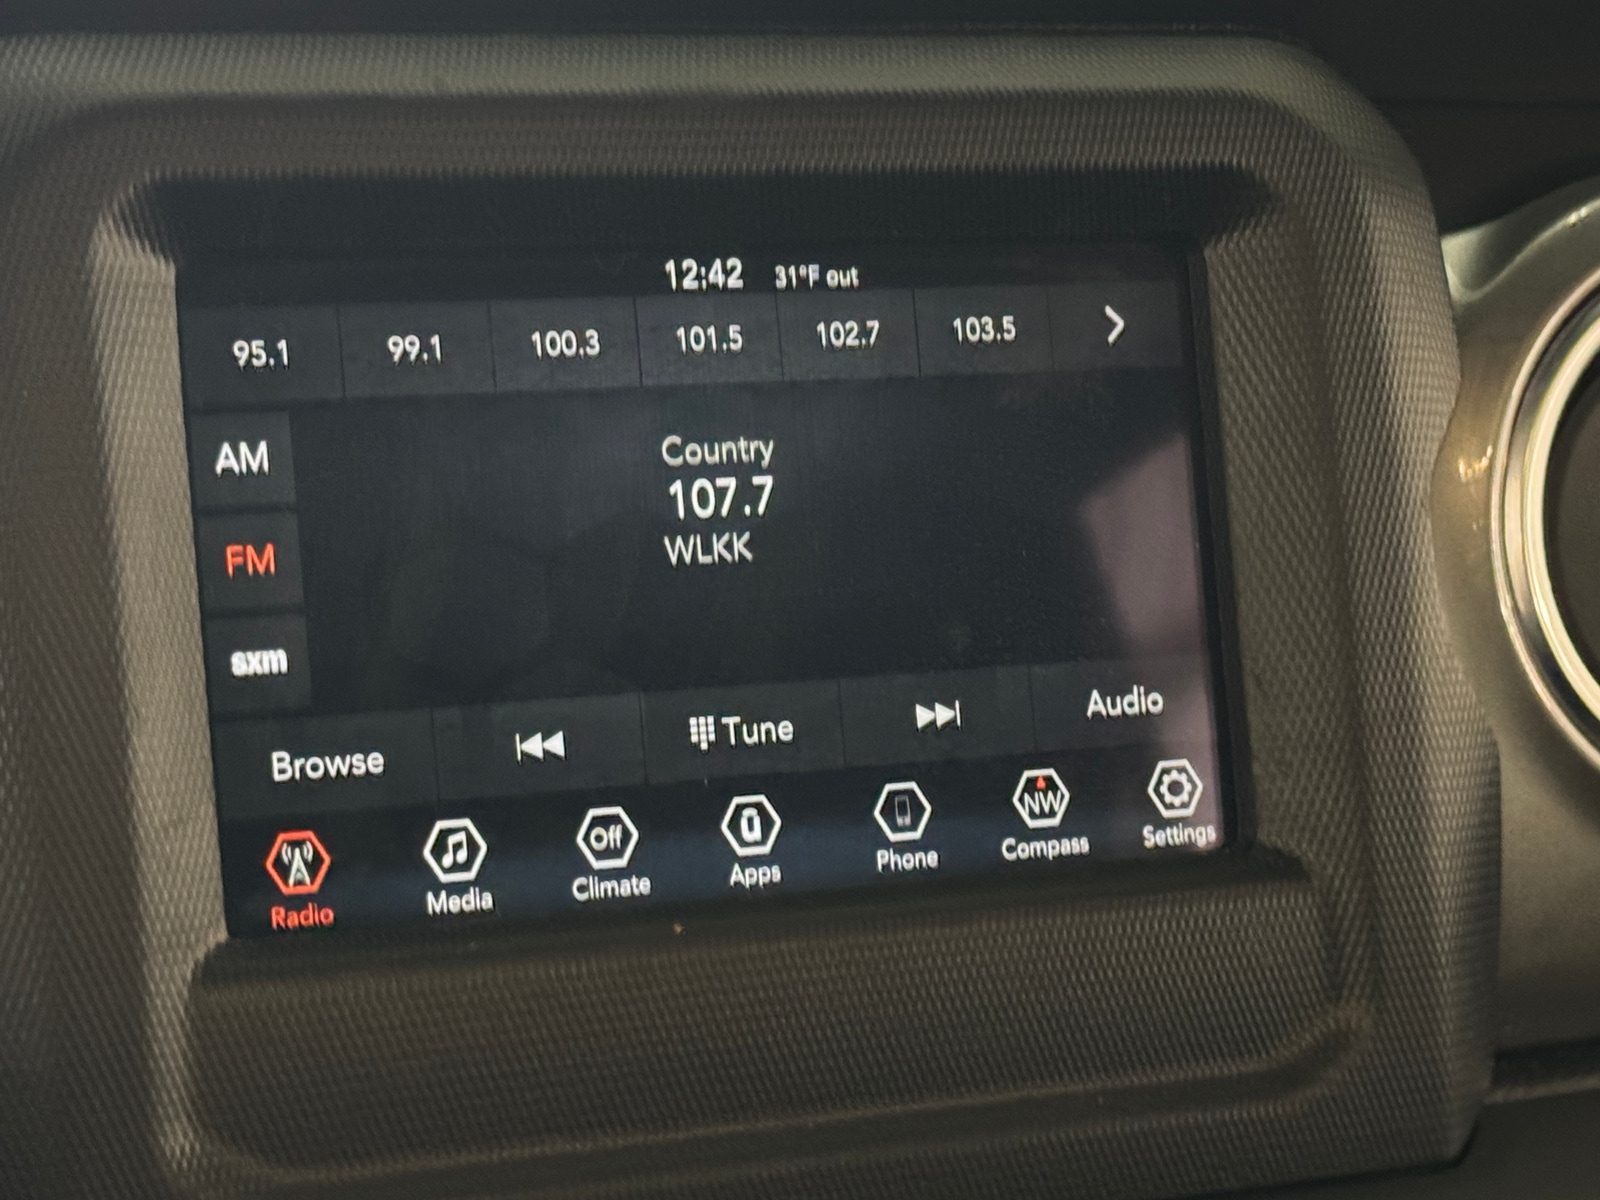 12:42 31°F out
95.1 99.1 100.3 101.5 102.7 103.5
AM
Country
107.7
FM
WLKK
sxm
Browse Tune Audio
Off NW
Radio Media Climate Apps Phone Compass Settings